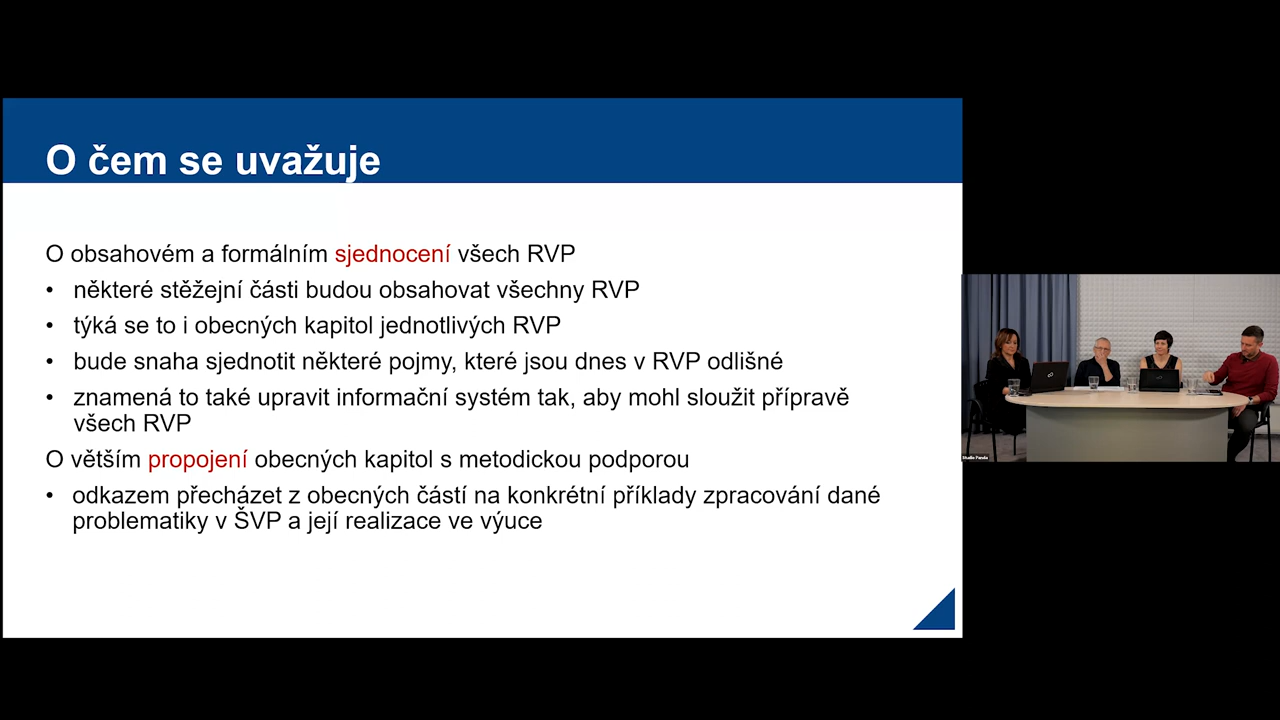 O čem se uvažuje
O obsahovém a formálním sjednocení všech RVP
• některé stěžejní části budou obsahovat všechny RVP
• týká se to i obecných kapitol jednotlivých RVP
• bude snaha sjednotit některé pojmy, které jsou dnes v RVP odlišné
• znamená to také upravit informační systém tak, aby mohl sloužit přípravě
všech RVP
O větším propojení obecných kapitol s metodickou podporou
• odkazem přecházet z obecných částí na konkrétní příklady zpracování dané
problematiky v ŠVP a její realizace ve výuce
Studio Panda